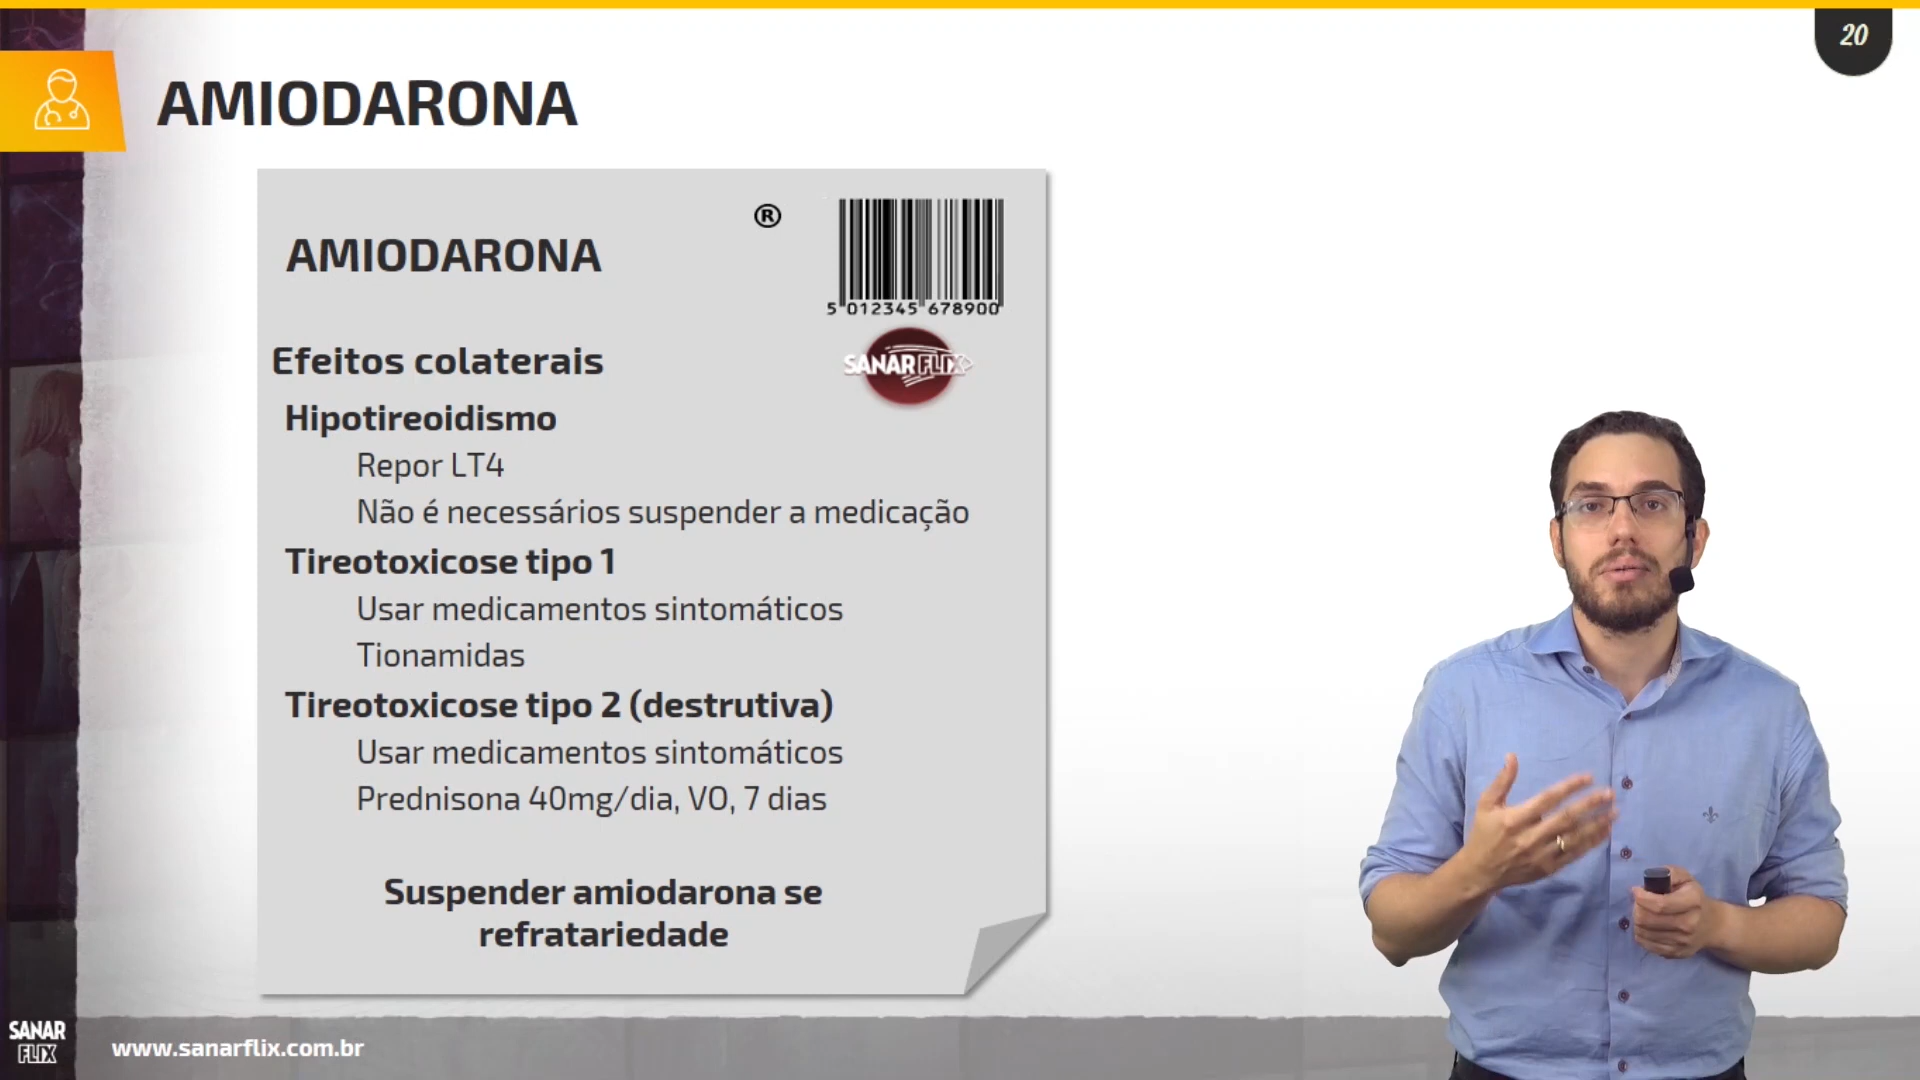 20
AMIODARONA
®
AMIODARONA
5 012345 678900
SANARFLIX
Efeitos colaterais
Hipotireoidismo
Repor LT4
Não é necessários suspender a medicação
Tireotoxicose tipo 1
Usar medicamentos sintomáticos
Tionamidas
Tireotoxicose tipo 2 (destrutiva)
Usar medicamentos sintomáticos
Prednisona 40mg/dia, VO, 7 dias
Suspender amiodarona se
refratariedade
SANAR
FLIX
www.sanarflix.com.br